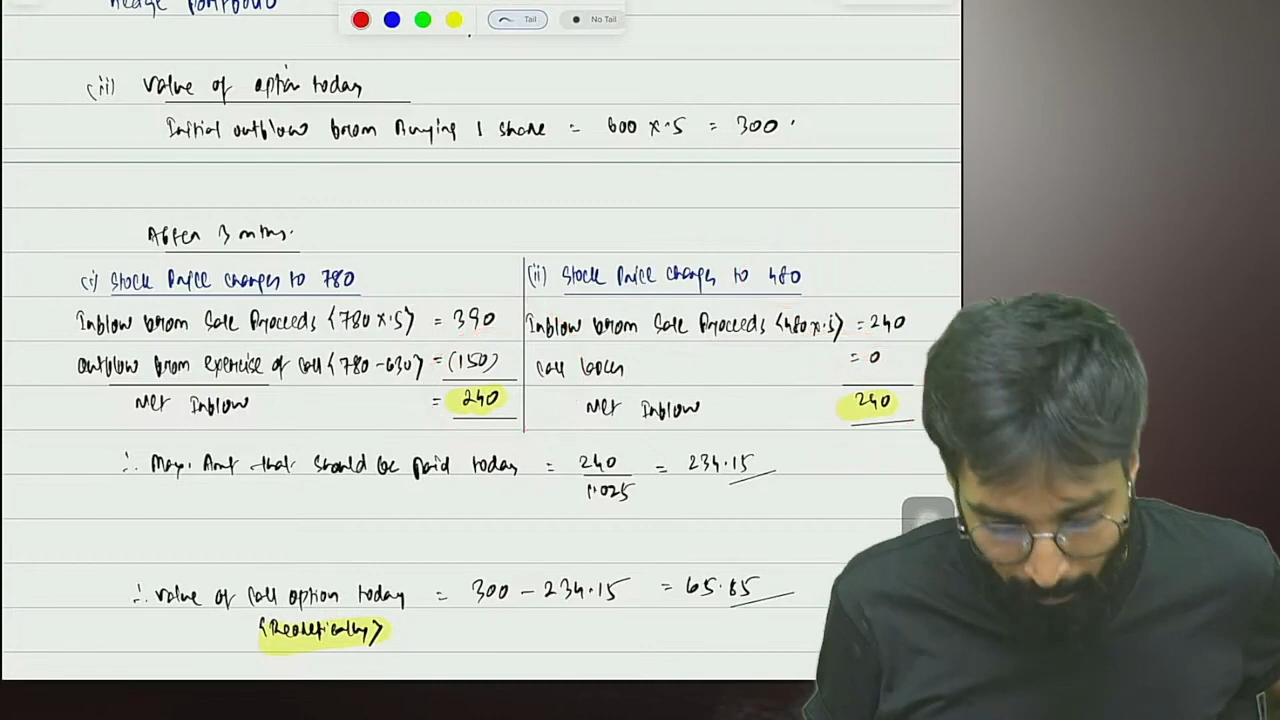 Hedge Portfolio
Tail
No Tail
(iii) Value of option today
Initial outflow from Buying 1 share = 600 x .5 = 300
After 3 mths.
(i) Stock Price changes to 780
Inflow from Sale Proceeds {780 x .5} = 390
Outflow from exercise of call {780 - 630} = (150)
Net Inflow = 240
(ii) Stock Price changes to 480
Inflow from Sale Proceeds {480 x .5} = 240
Call = 0
Net Inflow 240
∴ Max. Amt that should be paid today = 240 / 1.025 = 234.15
∴ Value of Call option today = 300 - 234.15 = 65.85
{Theoretically}